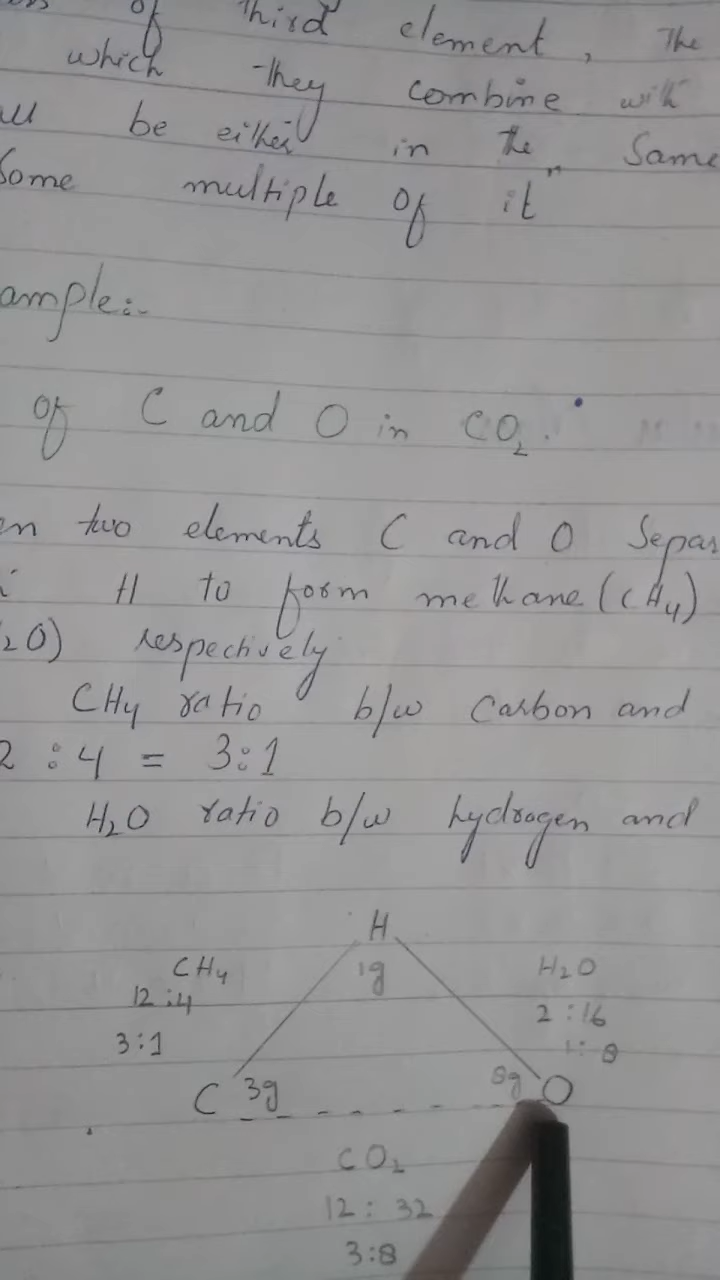 of third element, The
which they combine with
be either in the same
Some multiple of it
ample:-
of C and O in CO₂.
en two elements C and O Separ
H to form methane (CH₄)
₂O) respectively
CH₄ ratio b/w Carbon and
2 : 4 = 3:1
H₂O ratio b/w hydrogen and
H
1g
CH₄
12:4
3:1
H₂O
2:16
1:8
C 3g
8g O
CO₂
12:32
3:8